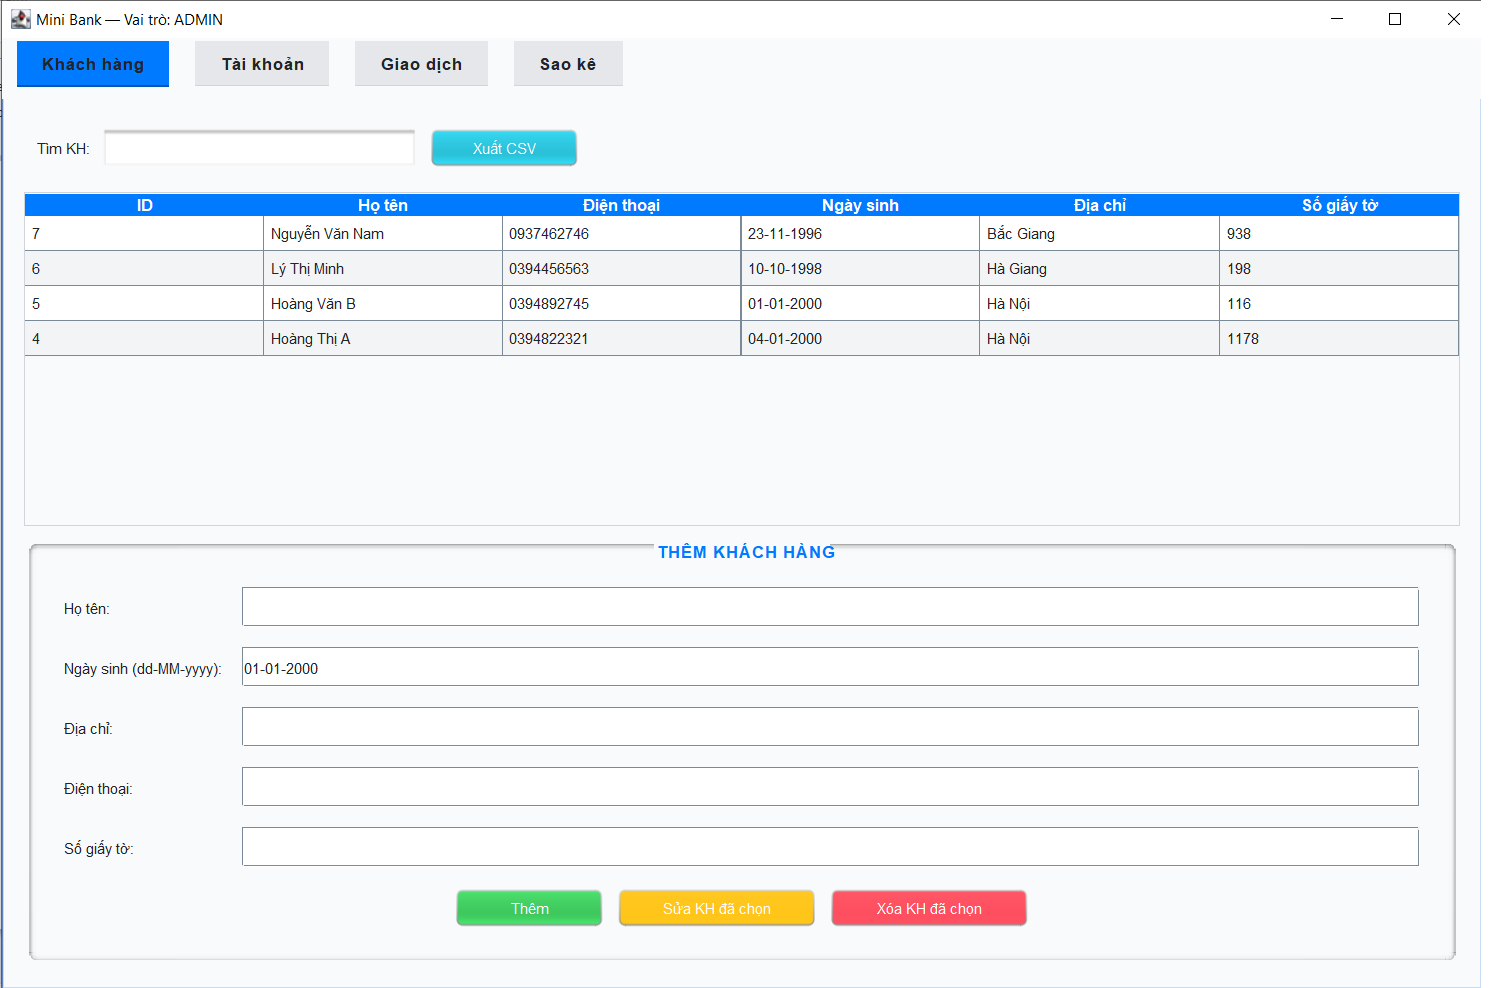 Mini Bank — Vai trò: ADMIN
Khách hàng Tài khoản Giao dịch Sao kê
Tìm KH: Xuất CSV
ID Họ tên Điện thoại Ngày sinh Địa chỉ Số giấy tờ
7 Nguyễn Văn Nam 0937462746 23-11-1996 Bắc Giang 938
6 Lý Thị Minh 0394456563 10-10-1998 Hà Giang 198
5 Hoàng Văn B 0394892745 01-01-2000 Hà Nội 116
4 Hoàng Thị A 0394822321 04-01-2000 Hà Nội 1178
THÊM KHÁCH HÀNG
Họ tên:
Ngày sinh (dd-MM-yyyy): 01-01-2000
Địa chỉ:
Điện thoại:
Số giấy tờ:
Thêm Sửa KH đã chọn Xóa KH đã chọn